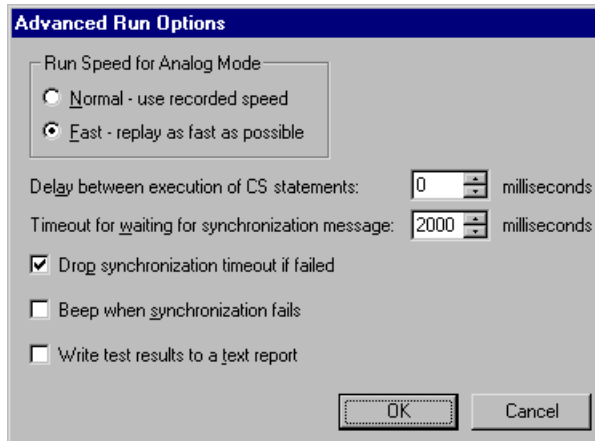 Advanced Run Options
Run Speed for Analog Mode
Normal - use recorded speed
Fast - replay as fast as possible
Delay between execution of CS statements: 0 milliseconds
Timeout for waiting for synchronization message: 2000 milliseconds
Drop synchronization timeout if failed
Beep when synchronization fails
Write test results to a text report
OK Cancel